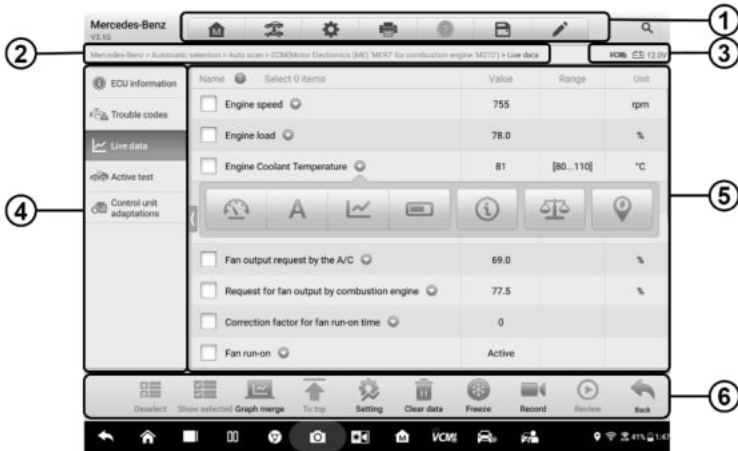 Mercedes-Benz
V3.10
1
2
Mercedes-Benz > Automatic selection > Auto scan > ECM(Motor Electronics (ME) 'ME97' for combustion engine 'M272') > Live data
VCMI 12.0V
3
ECU information
Trouble codes
Live data
Active test
Control unit adaptations
4
Name Select 0 items Value Range Unit
Engine speed 755 rpm
Engine load 78.0 %
Engine Coolant Temperature 81 [80...110] °C
A
5
Fan output request by the A/C 69.0 %
Request for fan output by combustion engine 77.5 %
Correction factor for fan run-on time 0
Fan run-on Active
Deselect Show selected Graph merge To top Setting Clear data Freeze Record Review Back
6
VCMI 41% 1:47